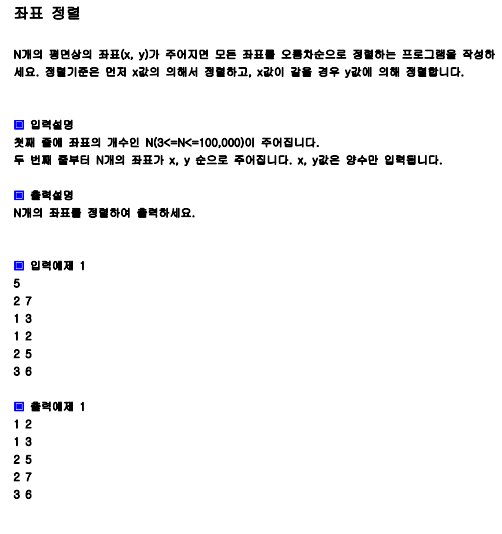 좌표 정렬
N개의 평면상의 좌표(x, y)가 주어지면 모든 좌표를 오름차순으로 정렬하는 프로그램을 작성하
세요. 정렬기준은 먼저 x값의 의해서 정렬하고, x값이 같을 경우 y값에 의해 정렬합니다.
▣ 입력설명
첫째 줄에 좌표의 개수인 N(3<=N<=100,000)이 주어집니다.
두 번째 줄부터 N개의 좌표가 x, y 순으로 주어집니다. x, y값은 양수만 입력됩니다.
▣ 출력설명
N개의 좌표를 정렬하여 출력하세요.
▣ 입력예제 1
5
2 7
1 3
1 2
2 5
3 6
▣ 출력예제 1
1 2
1 3
2 5
2 7
3 6